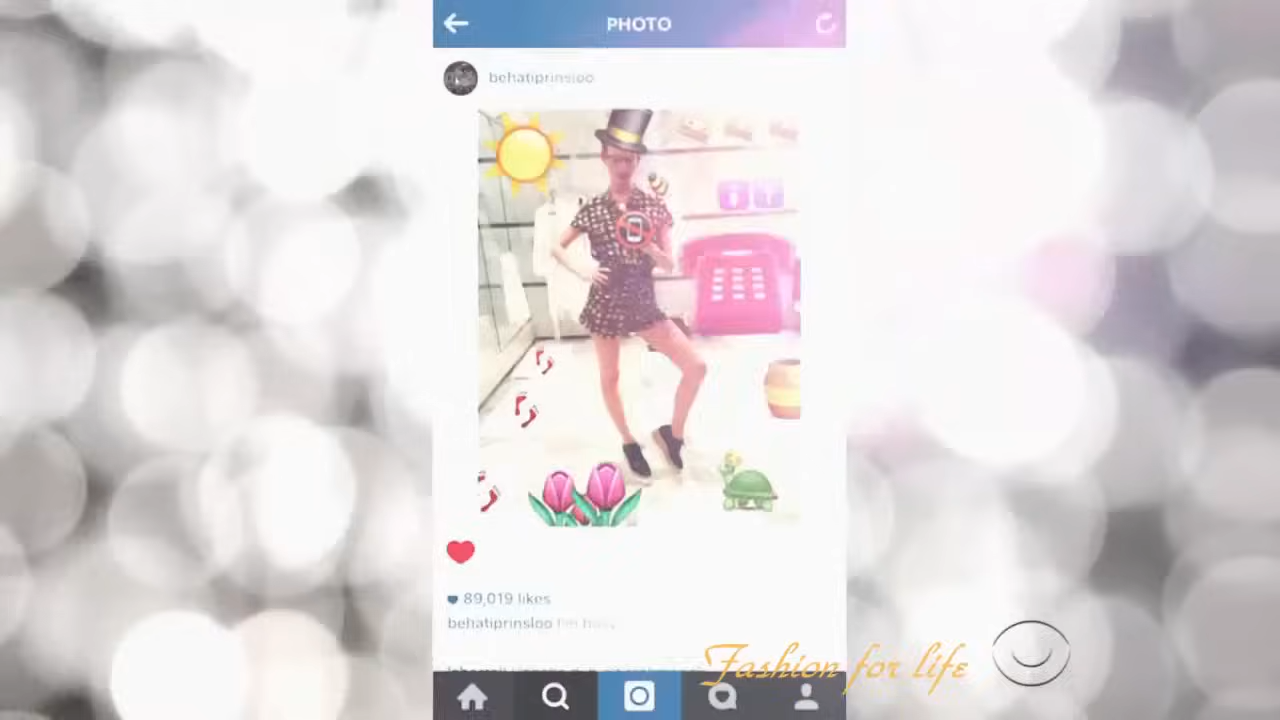 PHOTO
behatiprinsloo
89,019 likes
behatiprinsloo I'm
Fashion for life